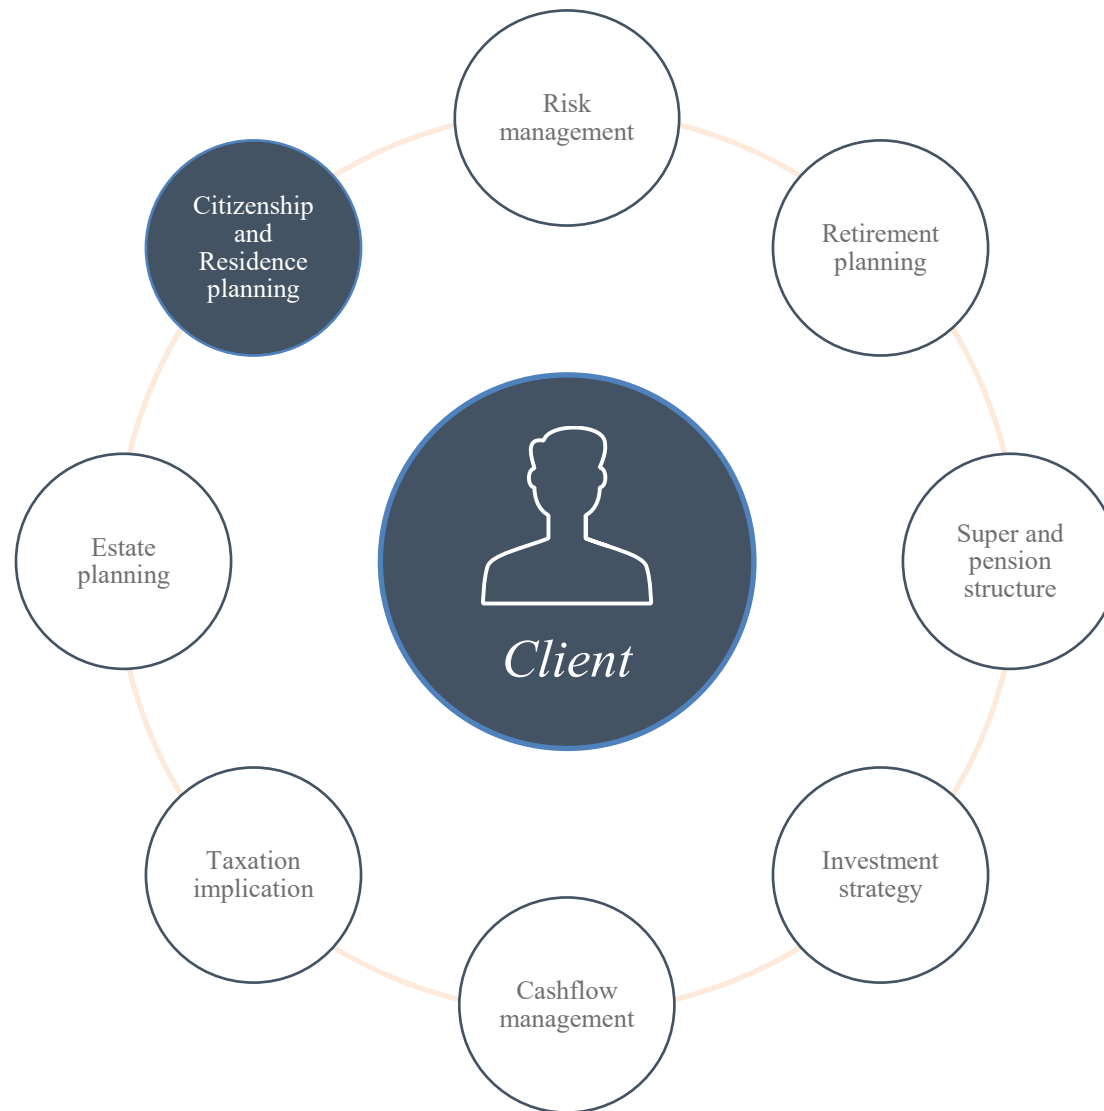 Risk
management
Retirement
planning
Super and
pension
structure
Investment
strategy
Cashflow
management
Taxation
implication
Estate
planning
Citizenship
and
Residence
planning
Client